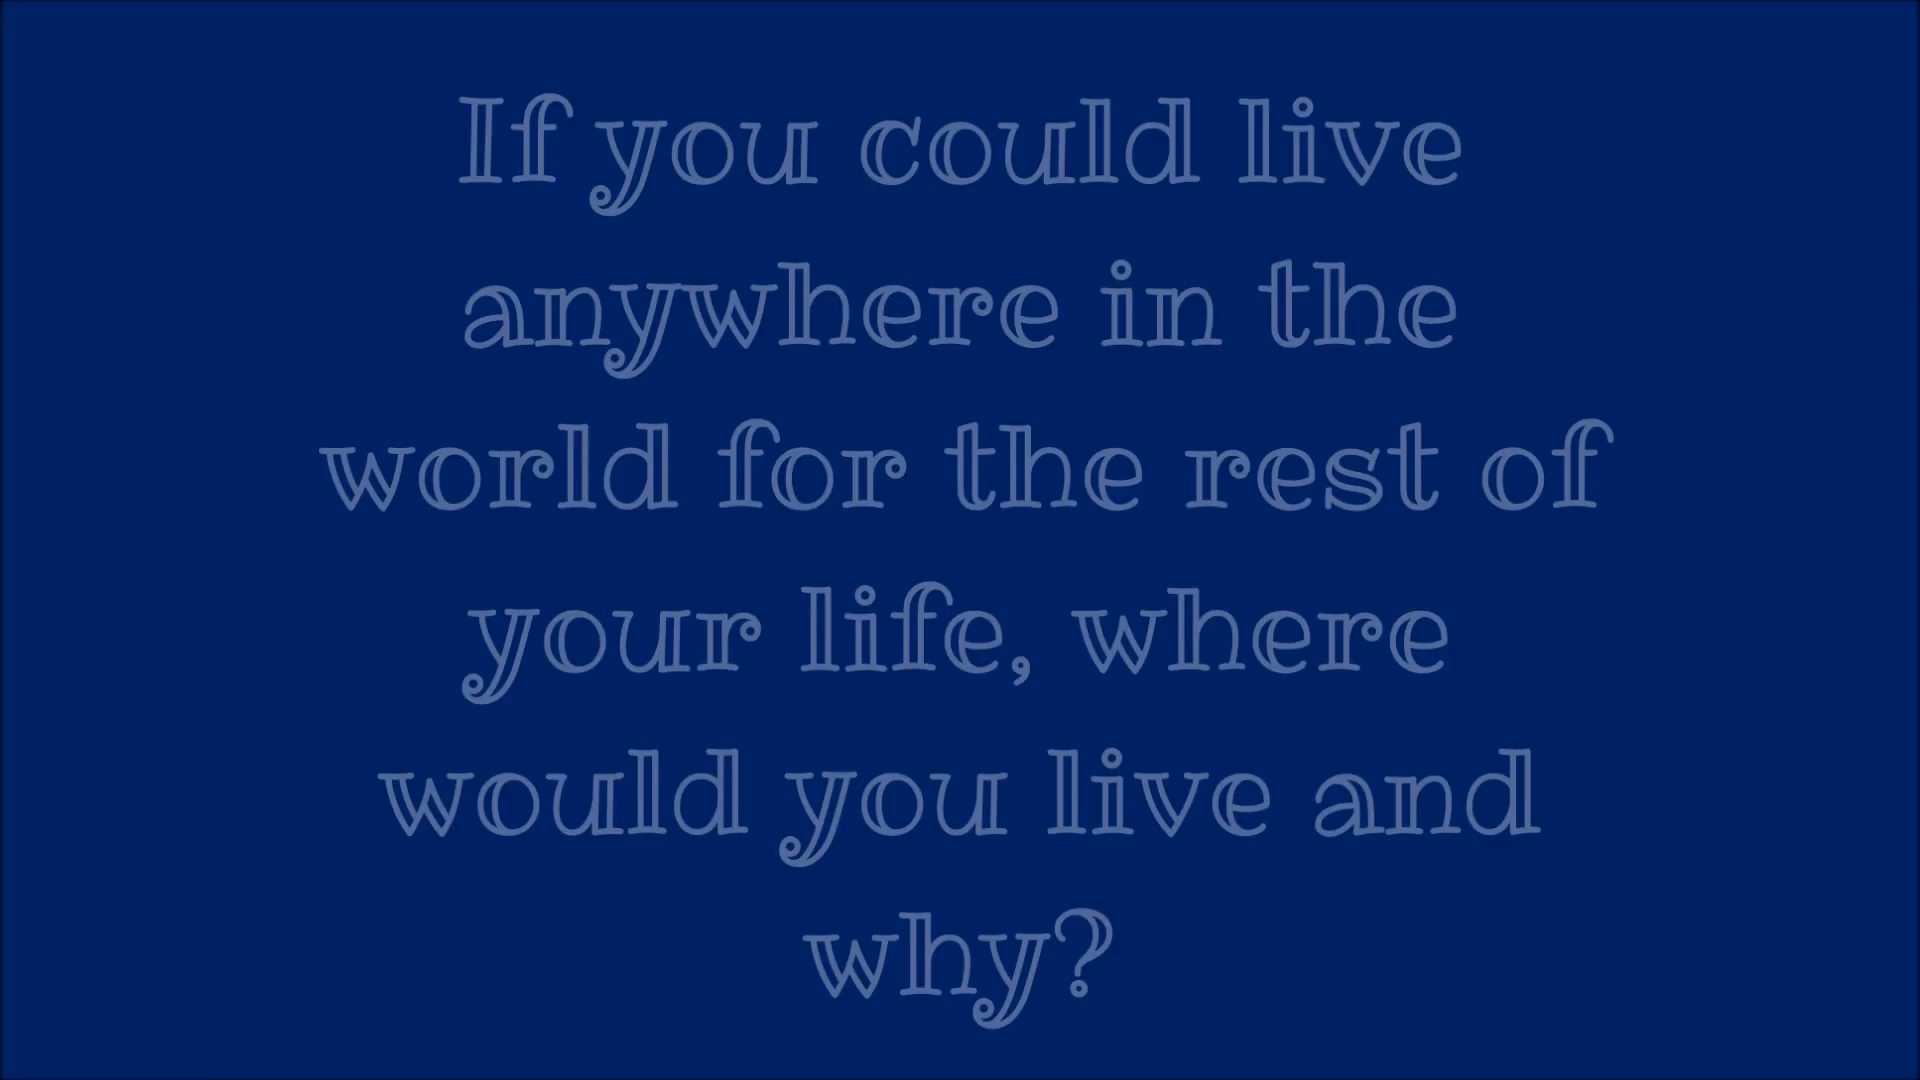 If you could live
anywhere in the
world for the rest of
your life, where
would you live and
why?